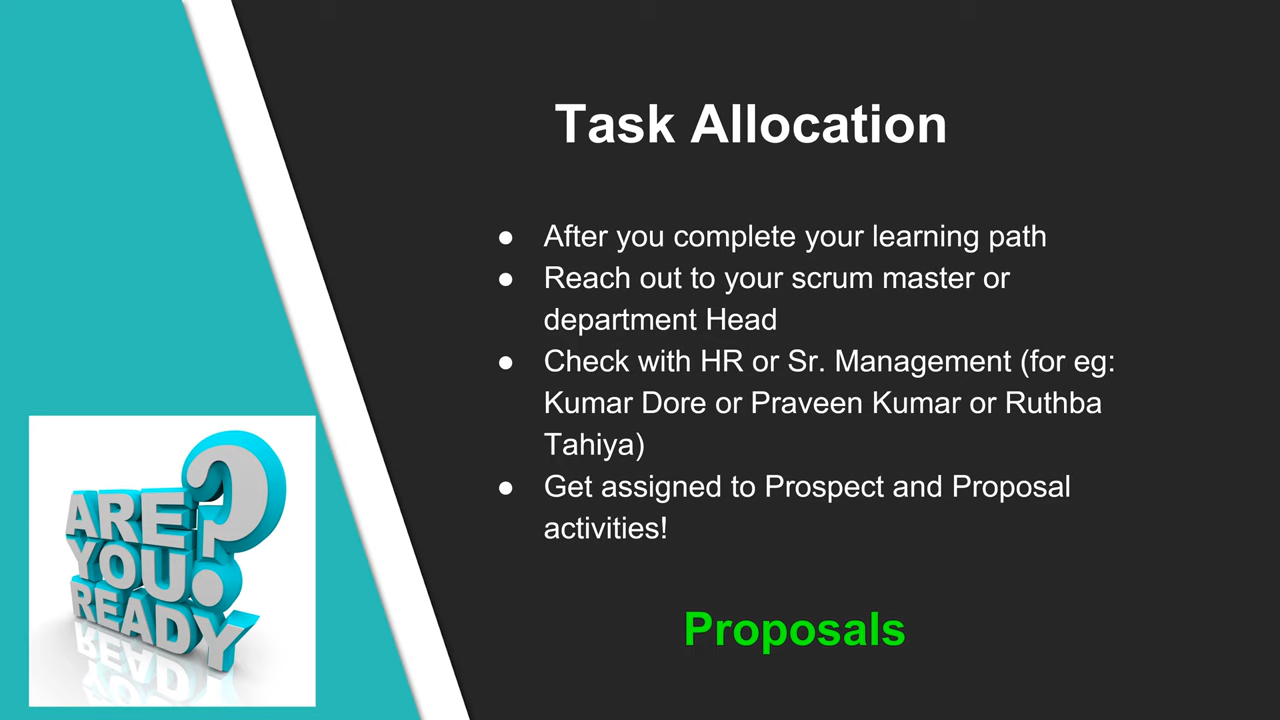 Task Allocation
● After you complete your learning path
● Reach out to your scrum master or
department Head
● Check with HR or Sr. Management (for eg:
Kumar Dore or Praveen Kumar or Ruthba
Tahiya)
● Get assigned to Prospect and Proposal
activities!
Proposals
ARE
YOU
READY
?